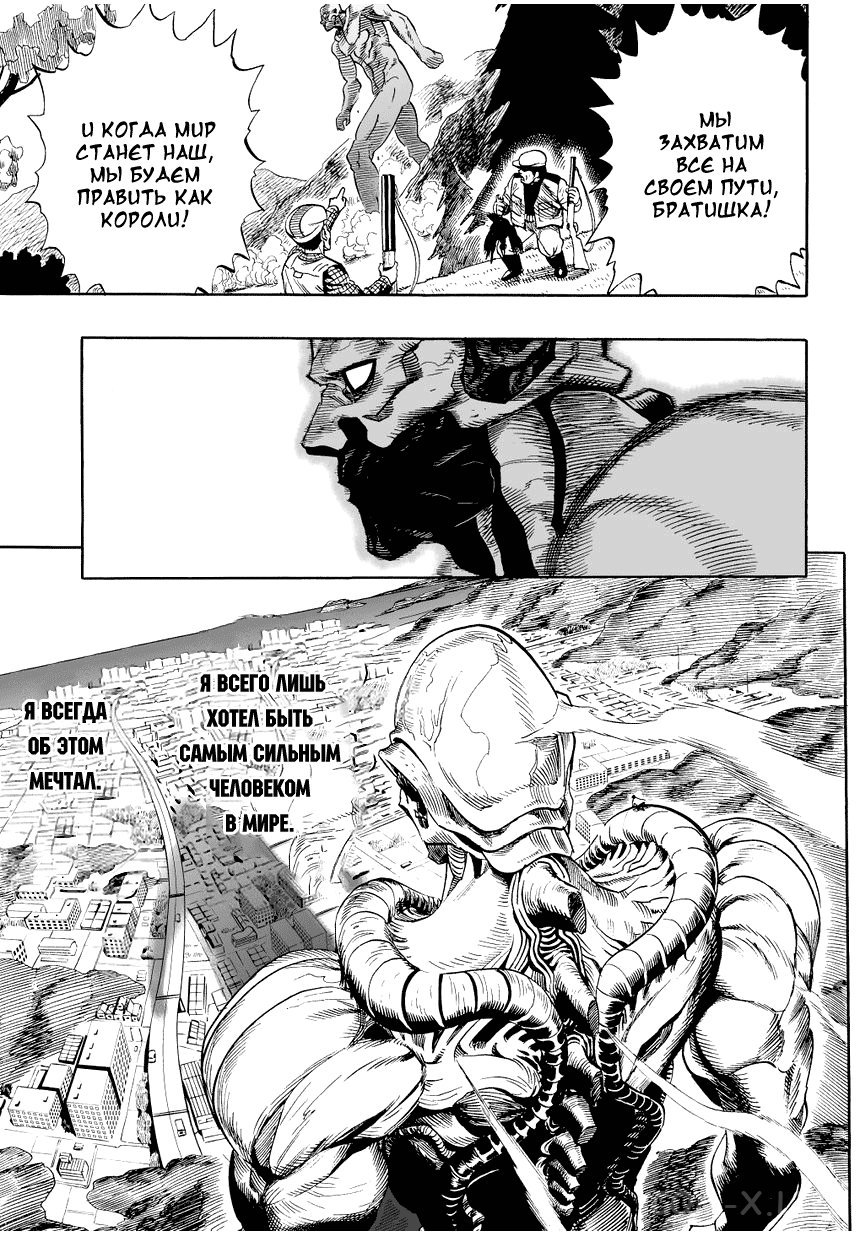 МЫ
ЗАХВАТИМ
ВСЕ НА
СВОЕМ ПУТИ,
БРАТИШКА!
И КОГДА МИР
СТАНЕТ НАШ,
МЫ БУДЕМ
ПРАВИТЬ КАК
КОРОЛИ!
Я ВСЕГО ЛИШЬ
ХОТЕЛ БЫТЬ
САМЫМ СИЛЬНЫМ
ЧЕЛОВЕКОМ
В МИРЕ.
Я ВСЕГДА
ОБ ЭТОМ
МЕЧТАЛ.